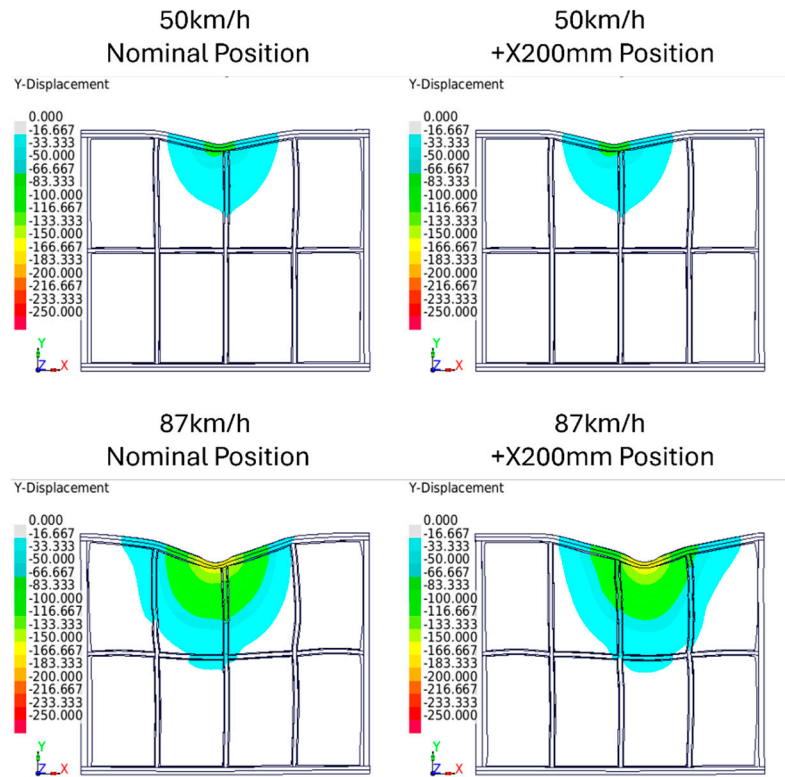 50km/h
Nominal Position
Y-Displacement
0.000
-16.667
-33.333
-50.000
-66.667
-83.333
-100.000
-116.667
-133.333
-150.000
-166.667
-183.333
-200.000
-216.667
-233.333
-250.000
Y
Z
X
50km/h
+X200mm Position
Y-Displacement
0.000
-16.667
-33.333
-50.000
-66.667
-83.333
-100.000
-116.667
-133.333
-150.000
-166.667
-183.333
-200.000
-216.667
-233.333
-250.000
Y
Z
X
87km/h
Nominal Position
Y-Displacement
0.000
-16.667
-33.333
-50.000
-66.667
-83.333
-100.000
-116.667
-133.333
-150.000
-166.667
-183.333
-200.000
-216.667
-233.333
-250.000
Y
Z
X
87km/h
+X200mm Position
Y-Displacement
0.000
-16.667
-33.333
-50.000
-66.667
-83.333
-100.000
-116.667
-133.333
-150.000
-166.667
-183.333
-200.000
-216.667
-233.333
-250.000
Y
Z
X